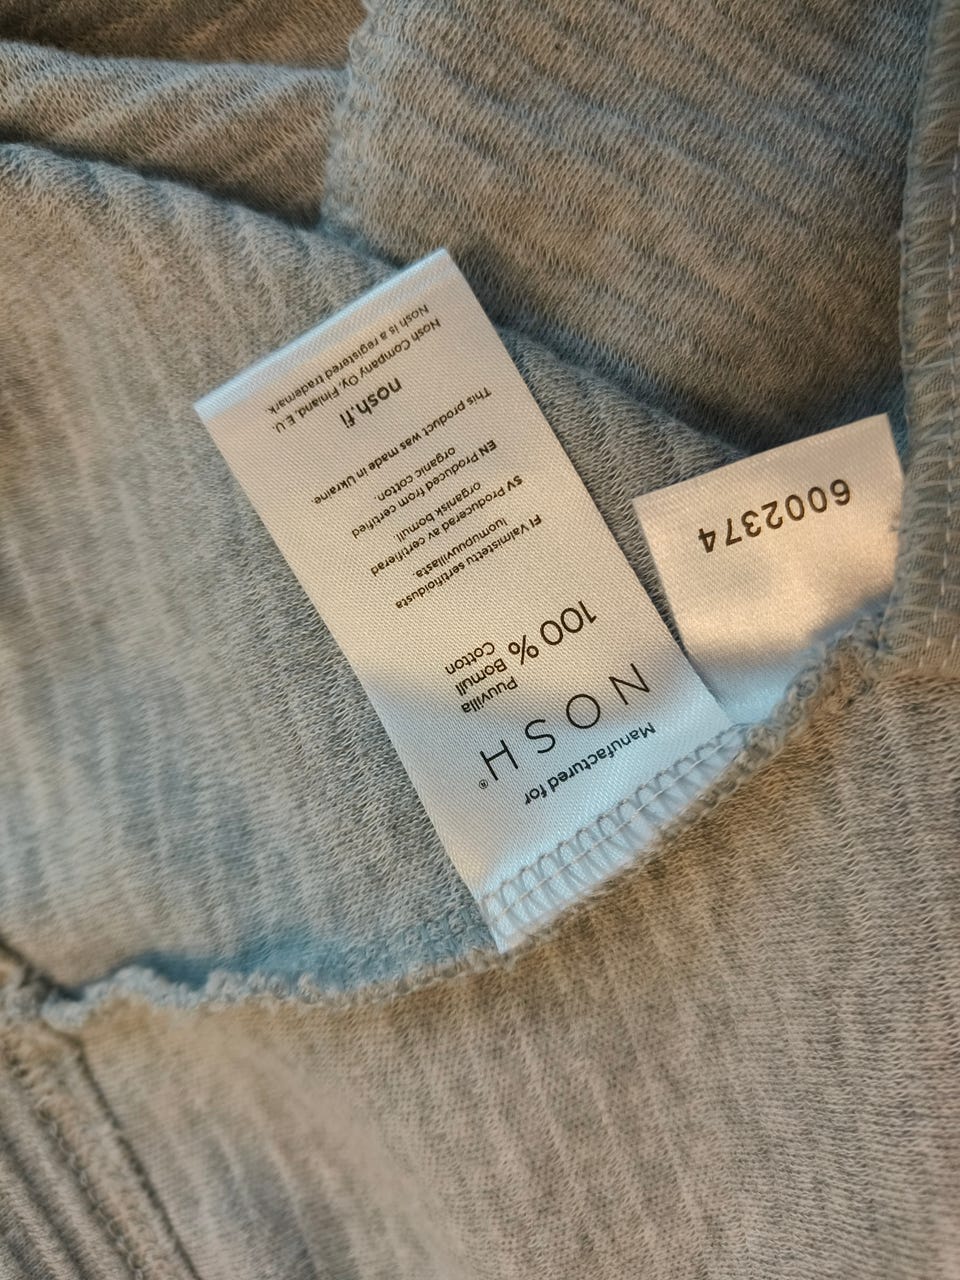 Manufactured for
NOSH®
100 % Puuvilla
Bomull
Cotton
FI Valmistettu sertifioidusta
luomupuuvillasta.
SV Producerad av certifierad
organisk bomull.
EN Produced from certified
organic cotton.
This product was made in Ukraine
nosh.fi
Nosh Company Oy, Finland, E.U.
Nosh is a registered trademark.
6002374